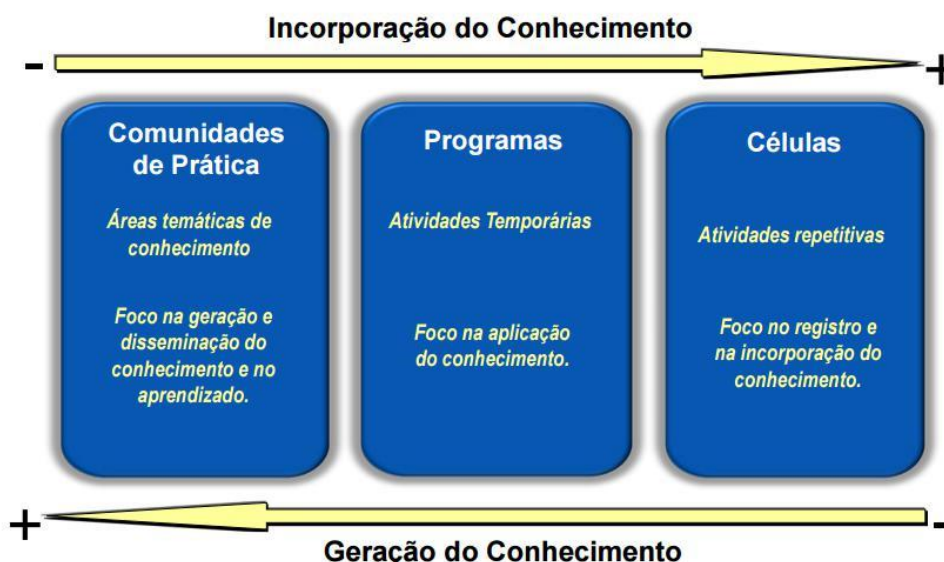 Incorporação do Conhecimento
- +
Comunidades
de Prática
Áreas temáticas de
conhecimento
Foco na geração e
disseminação do
conhecimento e no
aprendizado.
Programas
Atividades Temporárias
Foco na aplicação
do conhecimento.
Células
Atividades repetitivas
Foco no registro e
na incorporação do
conhecimento.
+ -
Geração do Conhecimento